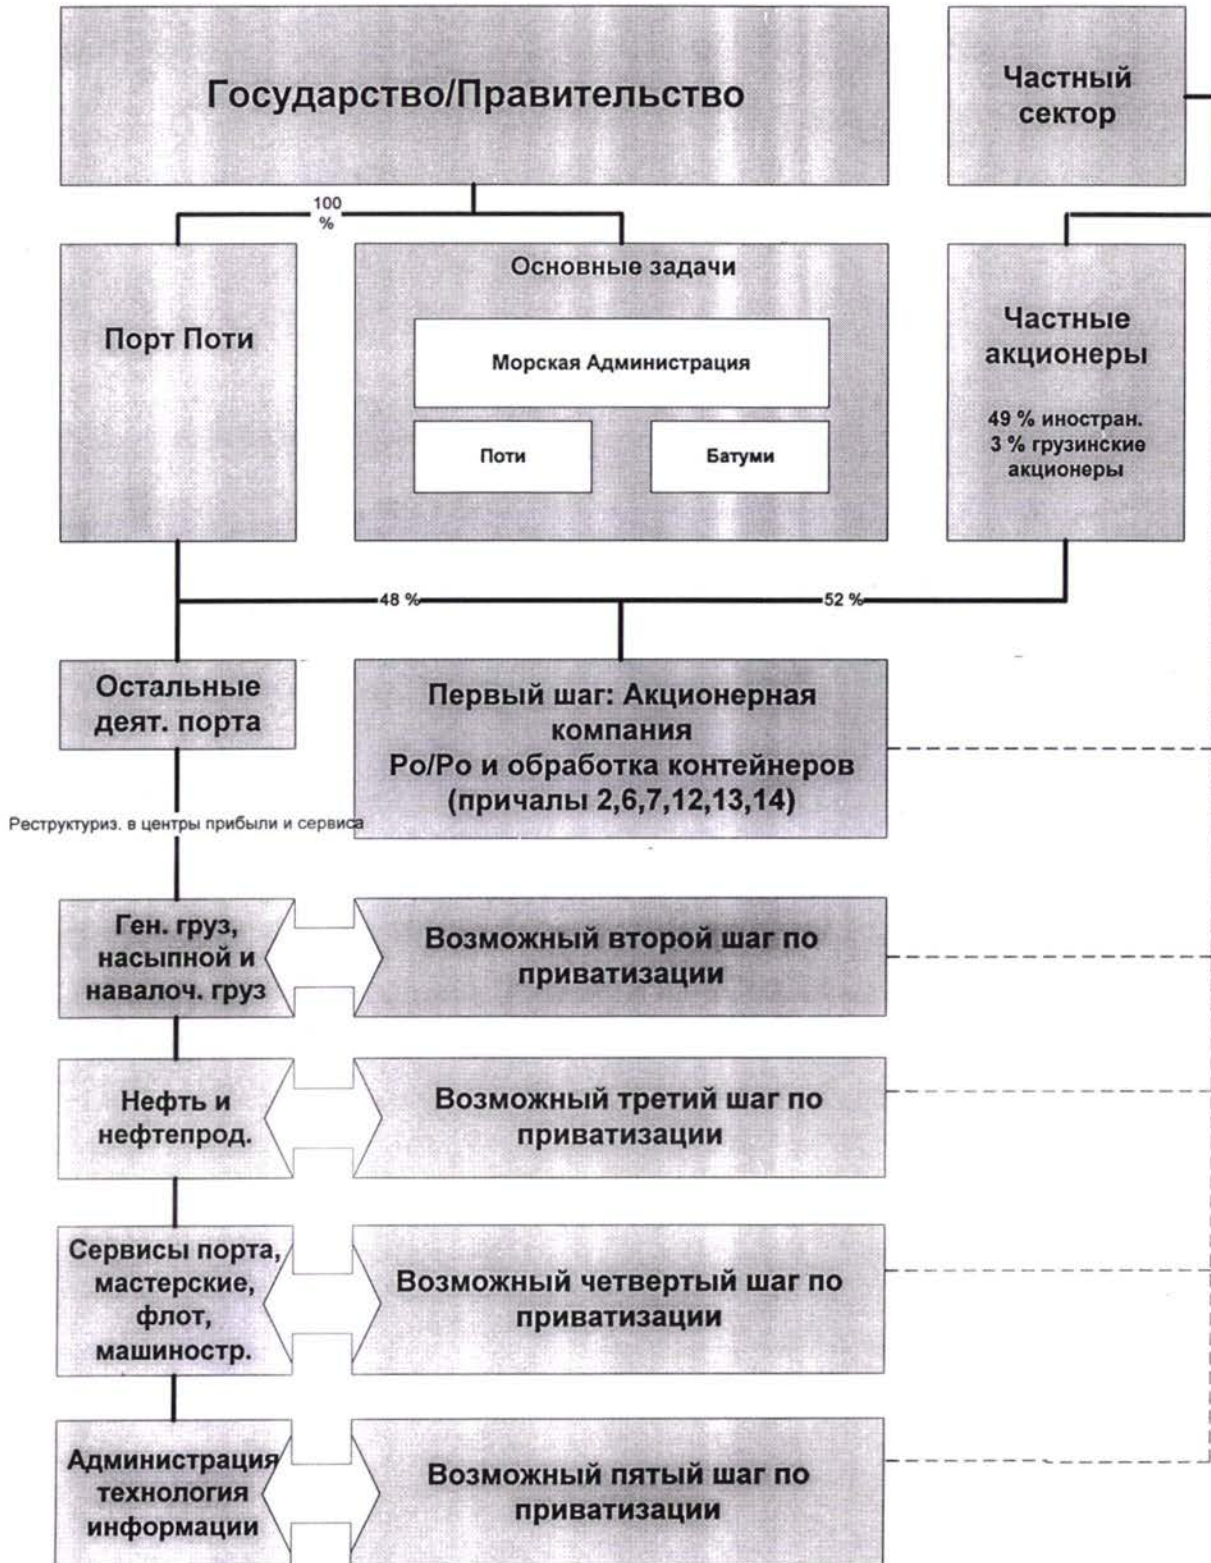 Государство/Правительство
Частный
сектор
100
%
Порт Поти
Основные задачи
Морская Администрация
Поти
Батуми
Частные
акционеры
49 % иностран.
3 % грузинские
акционеры
48 %
52 %
Остальные
деят. порта
Первый шаг: Акционерная
компания
Ро/Ро и обработка контейнеров
(причалы 2,6,7,12,13,14)
Реструктуриз. в центры прибыли и сервиса
Ген. груз,
насыпной и
навалоч. груз
Возможный второй шаг по
приватизации
Нефть и
нефтепрод.
Возможный третий шаг по
приватизации
Сервисы порта,
мастерские,
флот,
машиностр.
Возможный четвертый шаг по
приватизации
Администрация
технология
информации
Возможный пятый шаг по
приватизации